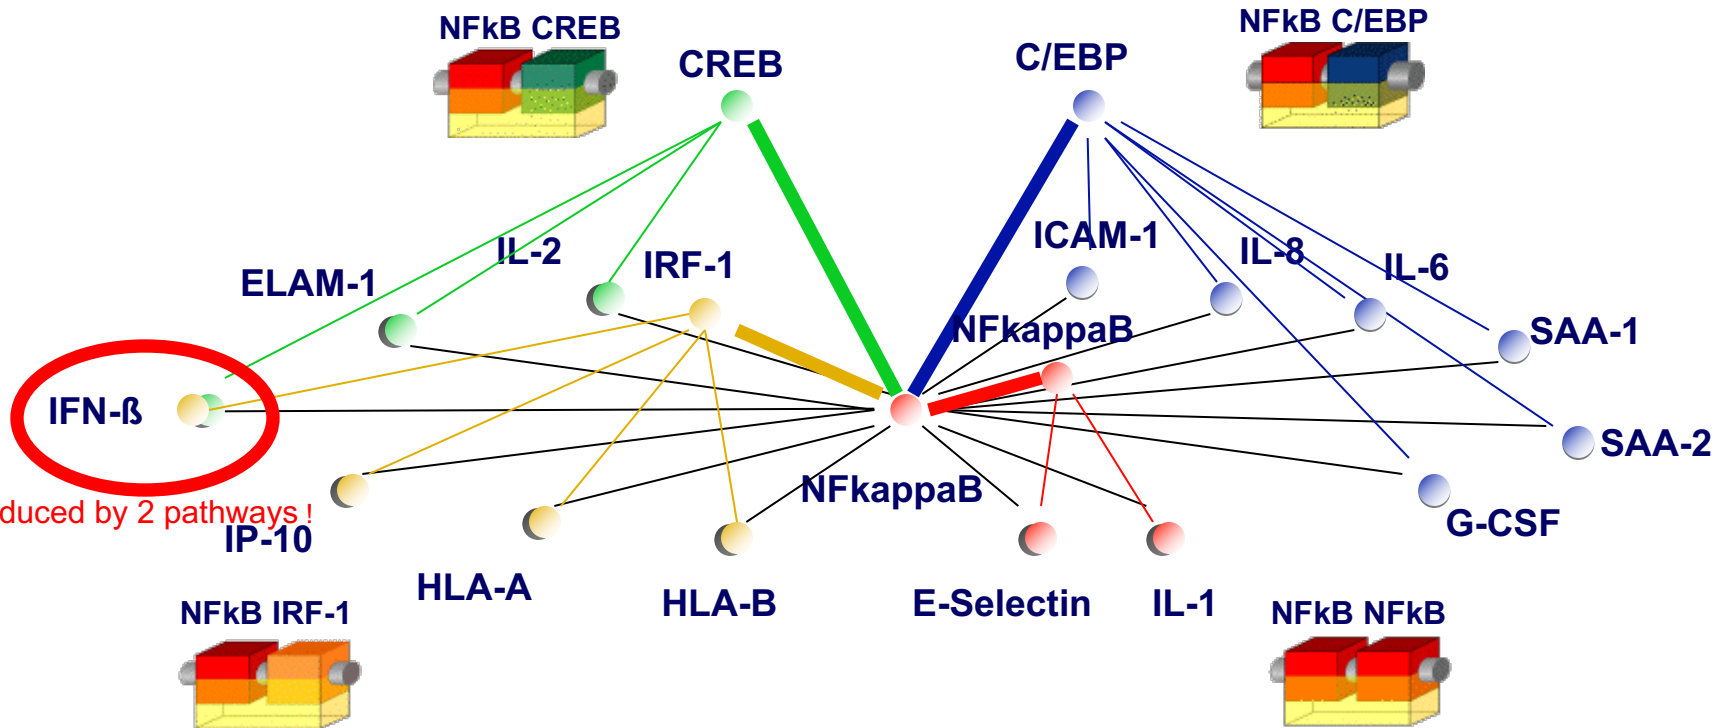 NFkB CREB
NFkB C/EBP
CREB
C/EBP
ICAM-1
IL-2
IL-8
IRF-1
IL-6
ELAM-1
NFkappaB
SAA-1
IFN-ß
SAA-2
NFkappaB
duced by 2 pathways !
G-CSF
IP-10
HLA-A
HLA-B
E-Selectin
IL-1
NFkB IRF-1
NFkB NFkB